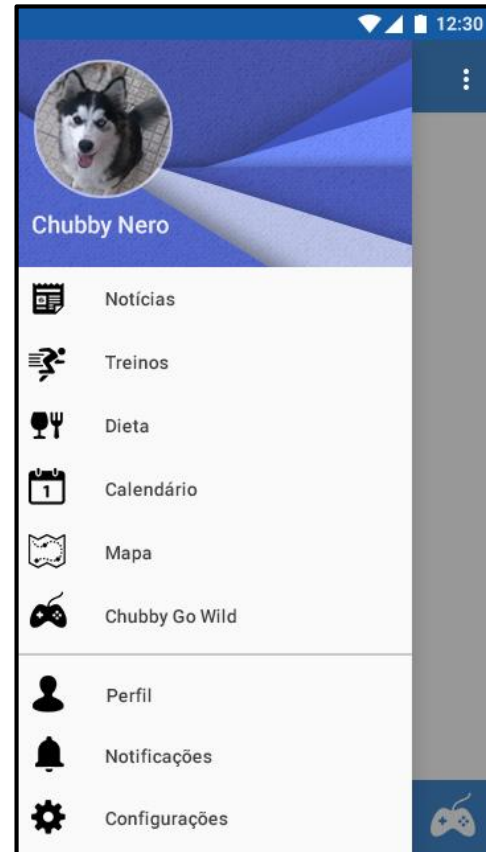 12:30
Chubby Nero
Notícias
Treinos
Dieta
1
Calendário
Mapa
Chubby Go Wild
Perfil
Notificações
Configurações